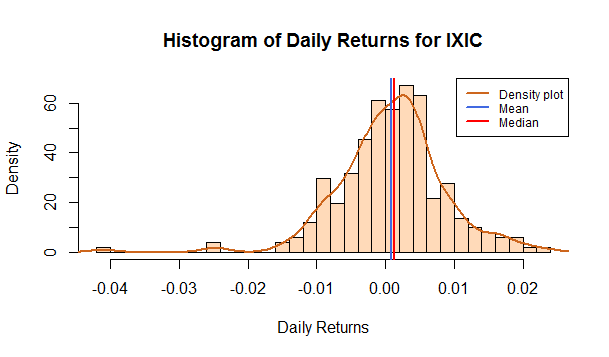 Histogram of Daily Returns for IXIC
Density plot
Mean
Median
Density
60
40
20
0
-0.04 -0.03 -0.02 -0.01 0.00 0.01 0.02
Daily Returns